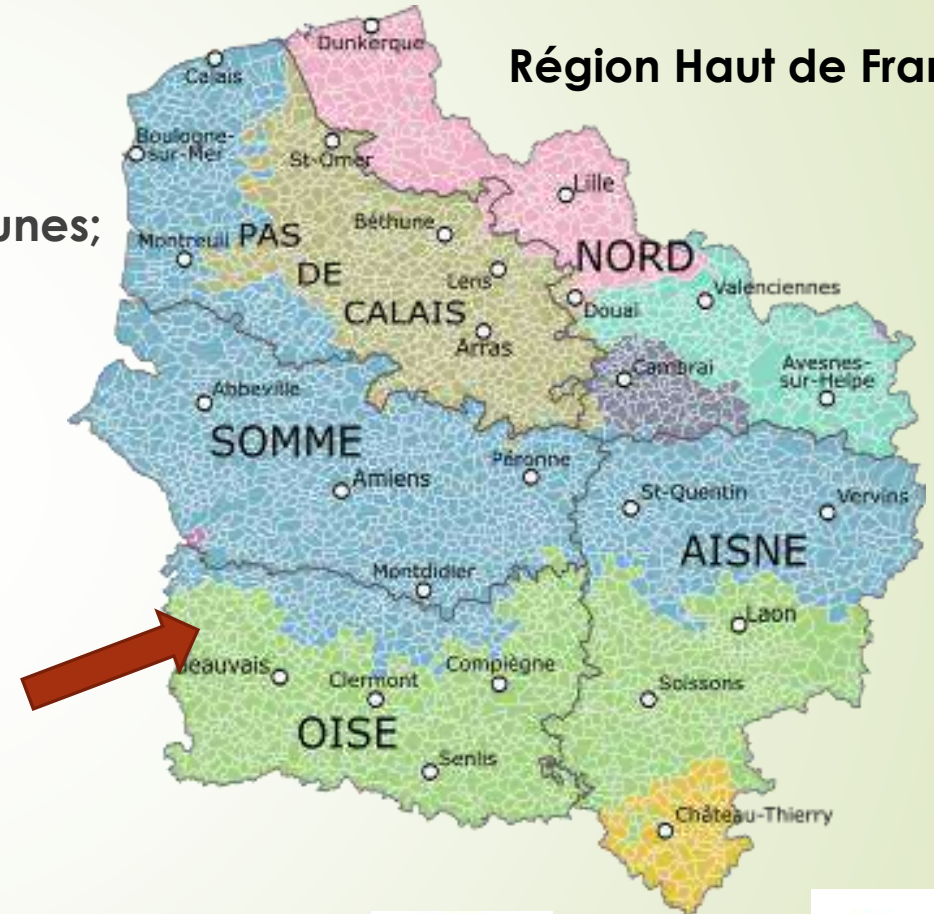 Région Haut de Fran
unes;
Dunkerque
Calais
Boulogne-
sur-Mer
St-Omer
Lille
Béthune
Montreuil
PAS
DE
CALAIS
NORD
Lens
Douai
Valenciennes
Arras
Cambrai
Avesnes-
sur-Helpe
Abbeville
SOMME
Péronne
Amiens
St-Quentin
Vervins
AISNE
Montdidier
Laon
Beauvais
Clermont
Compiègne
Soissons
OISE
Senlis
Château-Thierry